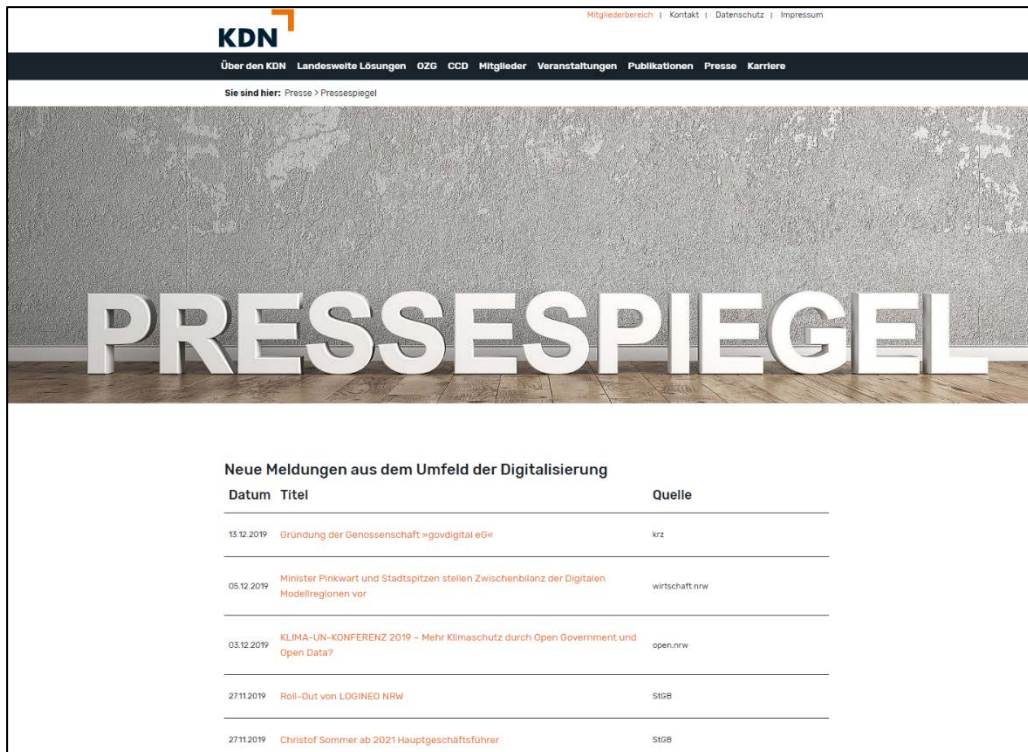 KDN
Mitgliederbereich | Kontakt | Datenschutz | Impressum
Über den KDN Landesweite Lösungen OZG CCD Mitglieder Veranstaltungen Publikationen Presse Karriere
Sie sind hier: Presse > Pressespiegel
PRESSESPIEGEL
Neue Meldungen aus dem Umfeld der Digitalisierung
Datum Titel Quelle
13.12.2019 Gründung der Genossenschaft »govdigital eG« krz
05.12.2019 Minister Pinkwart und Stadtspitzen stellen Zwischenbilanz der Digitalen
Modellregionen vor wirtschaft.nrw
03.12.2019 KLIMA-UN-KONFERENZ 2019 – Mehr Klimaschutz durch Open Government und
Open Data? open.nrw
27.11.2019 Roll-Out von LOGINEO NRW StGB
27.11.2019 Christof Sommer ab 2021 Hauptgeschäftsführer StGB